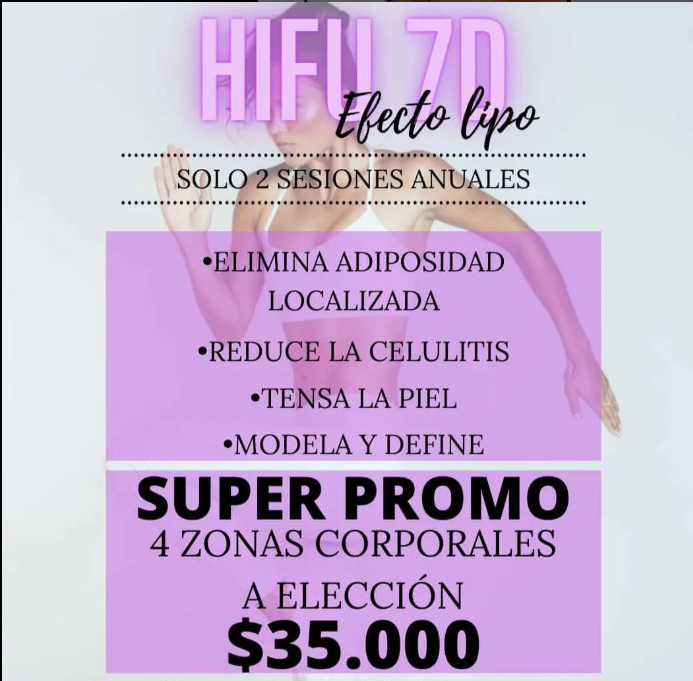 HIFU 7D
Efecto lipo
SOLO 2 SESIONES ANUALES
•ELIMINA ADIPOSIDAD
LOCALIZADA
•REDUCE LA CELULITIS
•TENSA LA PIEL
•MODELA Y DEFINE
SUPER PROMO
4 ZONAS CORPORALES
A ELECCIÓN
$35.000